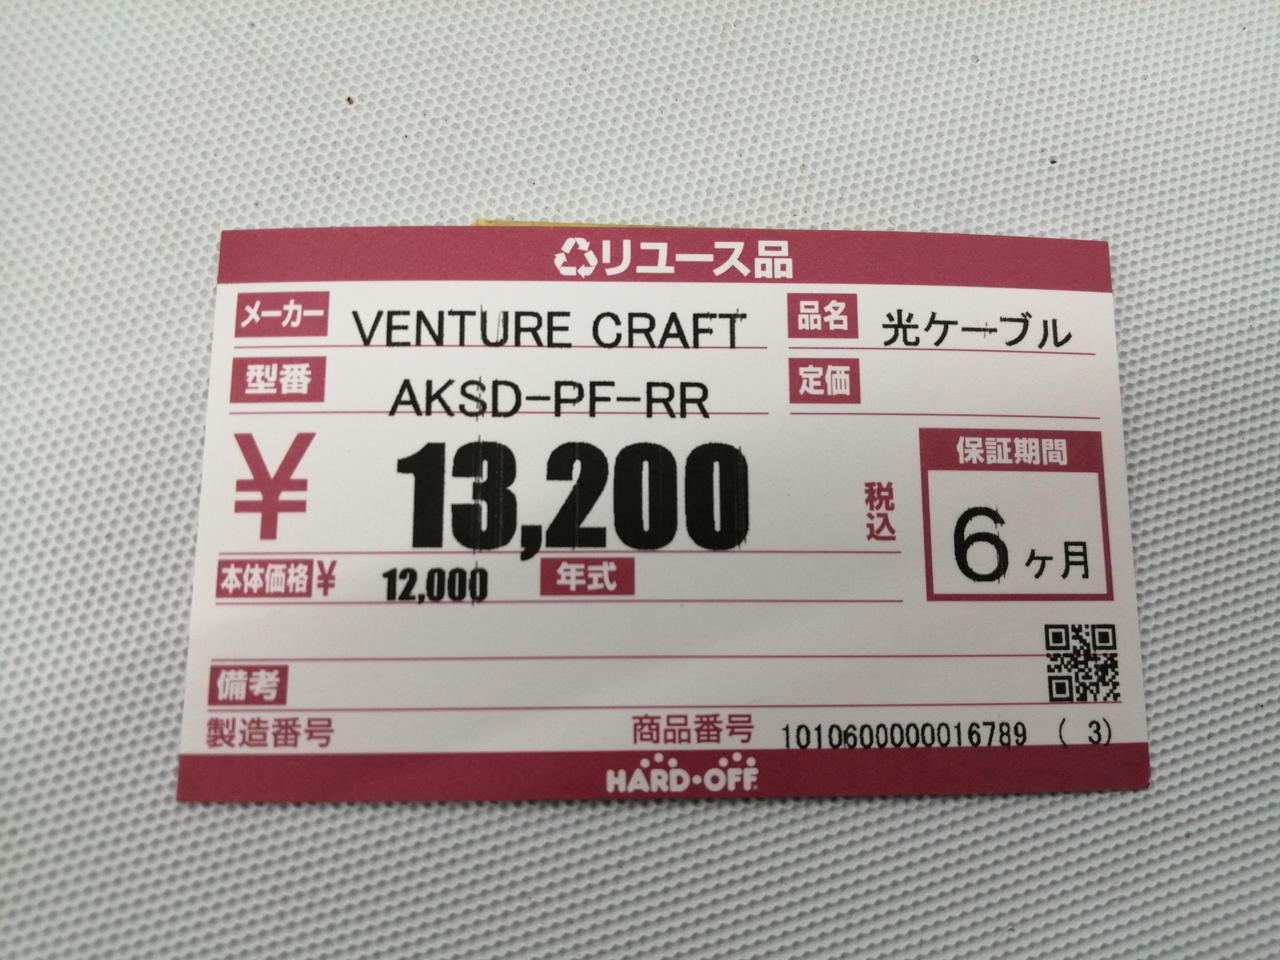 リユース品
メーカー VENTURE CRAFT 品名 光ケーブル
型番 AKSD-PF-RR 定価
¥ 13,200 税込 保証期間
6ヶ月
本体価格¥ 12,000 年式
備考
製造番号 商品番号 1010600000016789 ( 3)
HARD・OFF